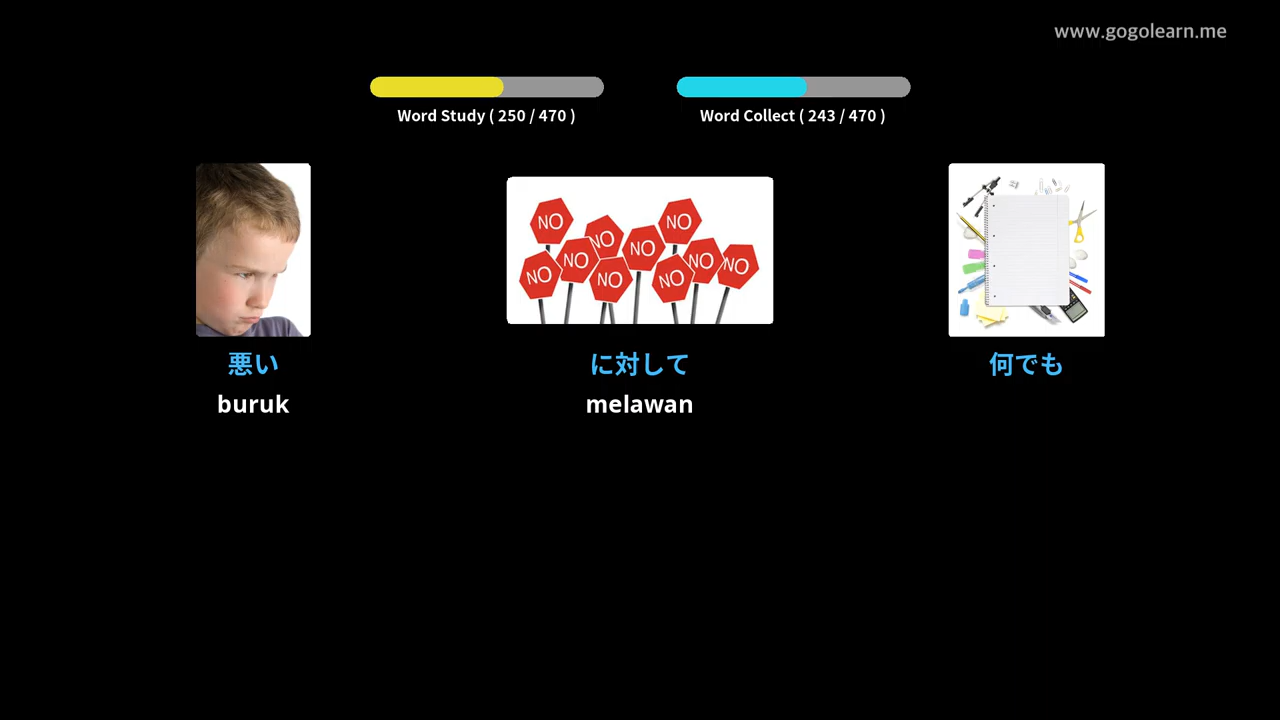 www.gogolearn.me
Word Study ( 250 / 470 )
Word Collect ( 243 / 470 )
NO
NO
NO
NO
NO
NO
NO
NO
NO
NO
悪い
に対して
何でも
buruk
melawan